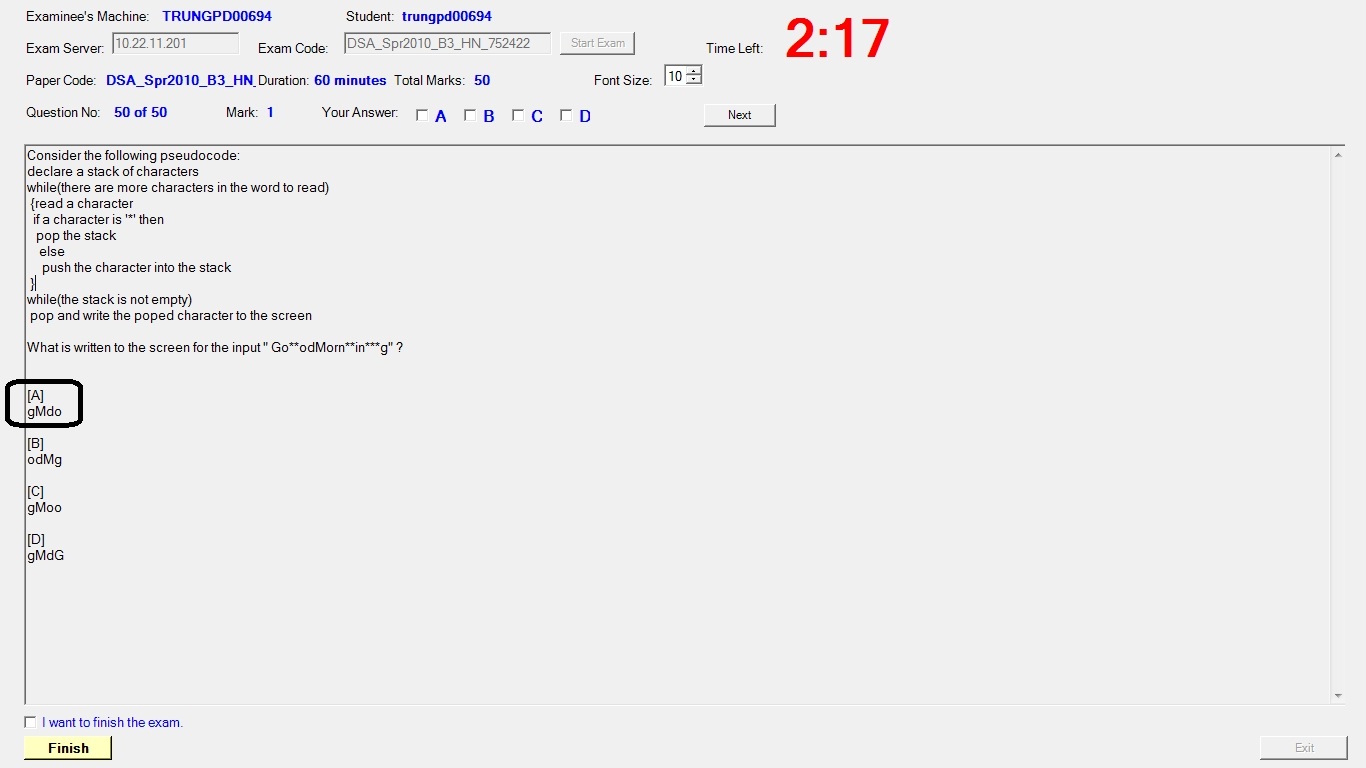 Examinee's Machine: TRUNGPD00694 Student: trungpd00694
Exam Server: 10.22.11.201 Exam Code: DSA_Spr2010_B3_HN_752422 Start Exam Time Left: 2:17
Paper Code: DSA_Spr2010_B3_HN_ Duration: 60 minutes Total Marks: 50 Font Size: 10
Question No: 50 of 50 Mark: 1 Your Answer: A B C D Next
Consider the following pseudocode:
declare a stack of characters
while(there are more characters in the word to read)
{read a character
if a character is '*' then
pop the stack
else
push the character into the stack
}
while(the stack is not empty)
pop and write the poped character to the screen
What is written to the screen for the input " Go**odMorn**in***g" ?
[A]
gMdo
[B]
odMg
[C]
gMoo
[D]
gMdG
I want to finish the exam.
Finish Exit